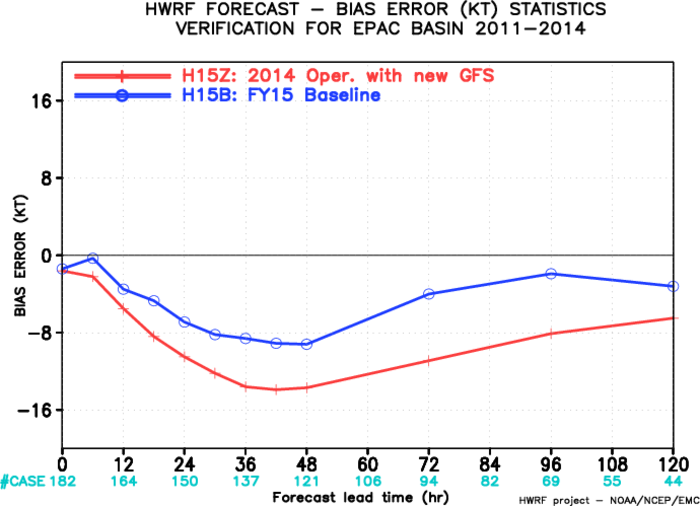 HWRF FORECAST — BIAS ERROR (KT) STATISTICS
VERIFICATION FOR EPAC BASIN 2011—2014
H15Z: 2014 Oper. with new GFS
H15B: FY15 Baseline
BIAS ERROR (KT)
16
8
0
−8
−16
0 12 24 36 48 60 72 84 96 108 120
#CASE 182 164 150 137 121 106 94 82 69 55 44
Forecast lead time (hr)
HWRF project — NOAA/NCEP/EMC